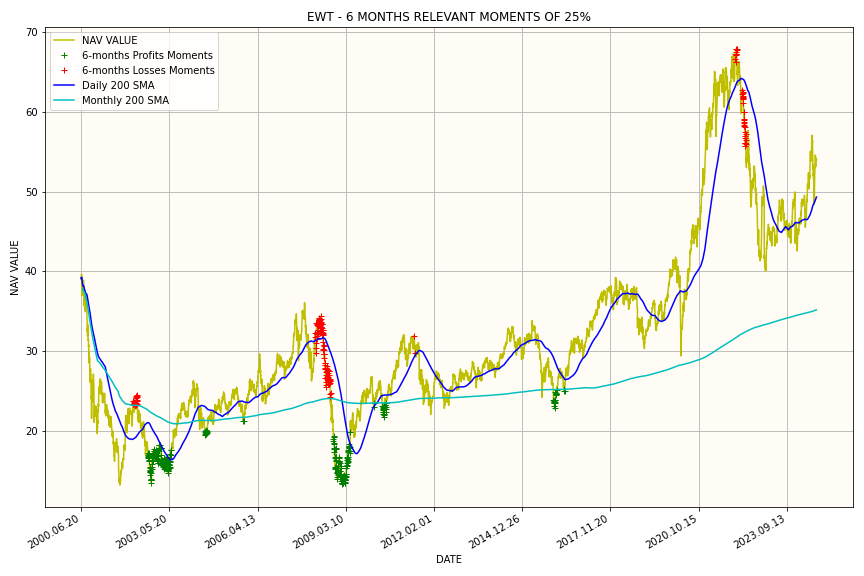 EWT - 6 MONTHS RELEVANT MOMENTS OF 25%
NAV VALUE
6-months Profits Moments
6-months Losses Moments
Daily 200 SMA
Monthly 200 SMA
70
60
50
40
30
20
NAV VALUE
2000.06.20
2003.05.20
2006.04.13
2009.03.10
2012.02.01
2014.12.26
2017.11.20
2020.10.15
2023.09.13
DATE